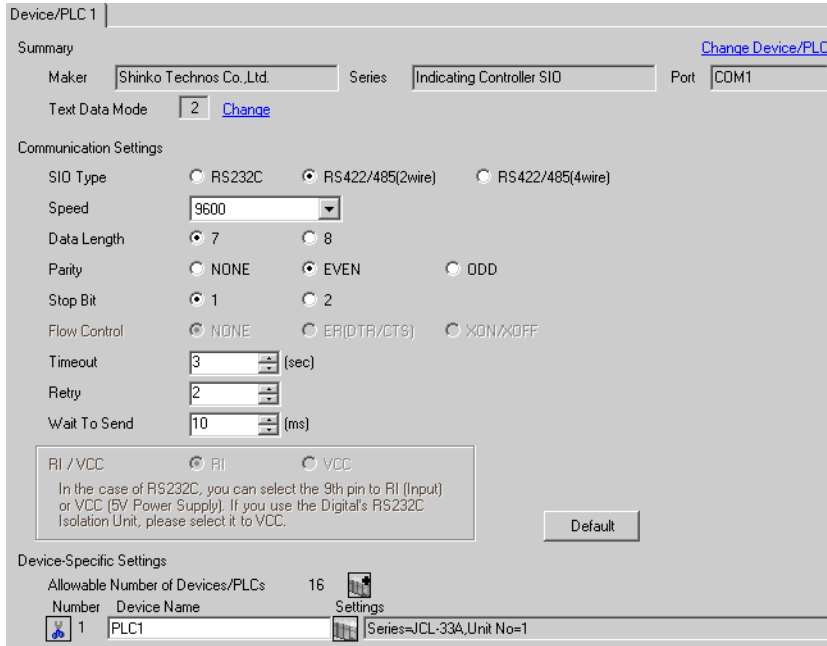 Device/PLC 1
Summary Change Device/PLC
Maker Shinko Technos Co.,Ltd. Series Indicating Controller SIO Port COM1
Text Data Mode 2 Change
Communication Settings
SIO Type RS232C RS422/485(2wire) RS422/485(4wire)
Speed 9600
Data Length 7 8
Parity NONE EVEN ODD
Stop Bit 1 2
Flow Control NONE ER(DTR/CTS) XON/XOFF
Timeout 3 (sec)
Retry 2
Wait To Send 10 (ms)
RI / VCC RI VCC
In the case of RS232C, you can select the 9th pin to RI (Input)
or VCC (5V Power Supply). If you use the Digital's RS232C
Isolation Unit, please select it to VCC.
Default
Device-Specific Settings
Allowable Number of Devices/PLCs 16
Number Device Name Settings
1 PLC1 Series=JCL-33A,Unit No=1